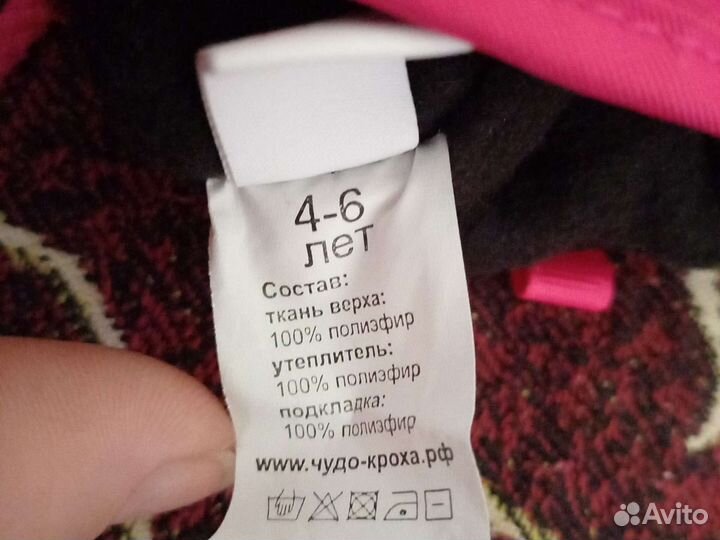 4-6
лет
Состав:
ткань верха:
100% полиэфир
утеплитель:
100% полиэфир
подкладка:
100% полиэфир
www.чудо-кроха.рф
Avito